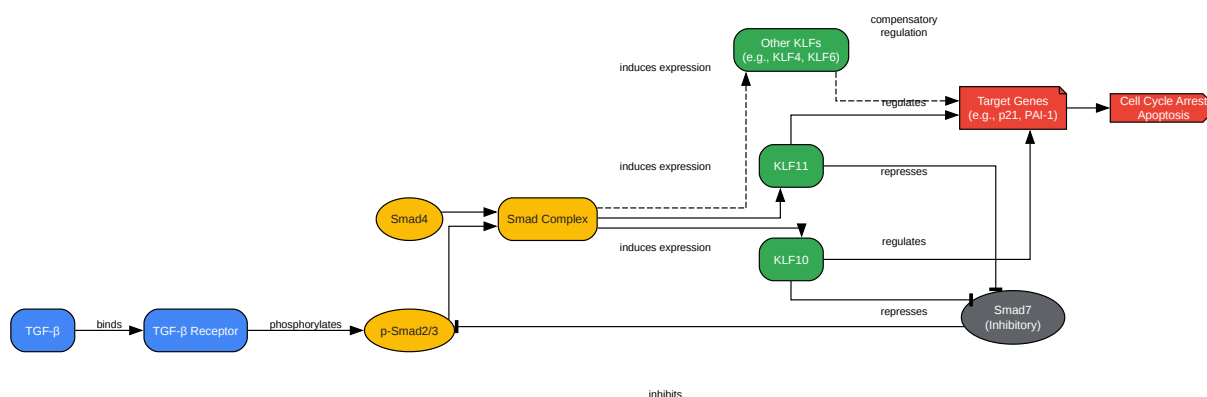 compensatory
regulation
Other KLFs
(e.g., KLF4, KLF6)
induces expression
regulates
Target Genes
(e.g., p21, PAI-1)
Cell Cycle Arrest
Apoptosis
induces expression
KLF11
represses
Smad4
Smad Complex
induces expression
regulates
KLF10
represses
Smad7
(Inhibitory)
TGF-β
binds
TGF-β Receptor
phosphorylates
p-Smad2/3
inhibits